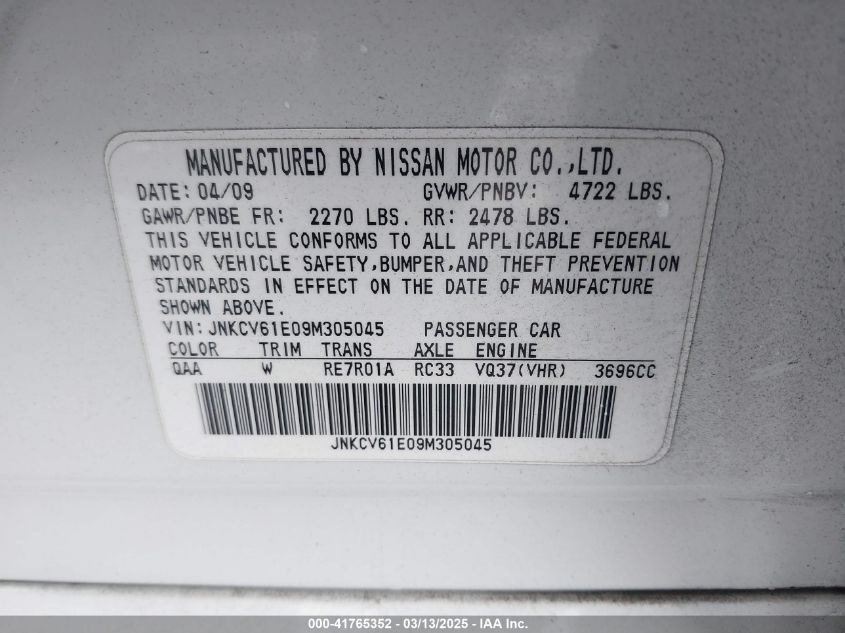 MANUFACTURED BY NISSAN MOTOR CO.,LTD.
DATE: 04/09 GVWR/PNBV: 4722 LBS.
GAWR/PNBE FR: 2270 LBS. RR: 2478 LBS.
THIS VEHICLE CONFORMS TO ALL APPLICABLE FEDERAL
MOTOR VEHICLE SAFETY,BUMPER,AND THEFT PREVENTION
STANDARDS IN EFFECT ON THE DATE OF MANUFACTURE
SHOWN ABOVE.
VIN: JNKCV61E09M305045 PASSENGER CAR
COLOR TRIM TRANS AXLE ENGINE
QAA W RE7R01A RC33 VQ37(VHR) 3696CC
JNKCV61E09M305045
000-41765352 - 03/13/2025 - IAA Inc.